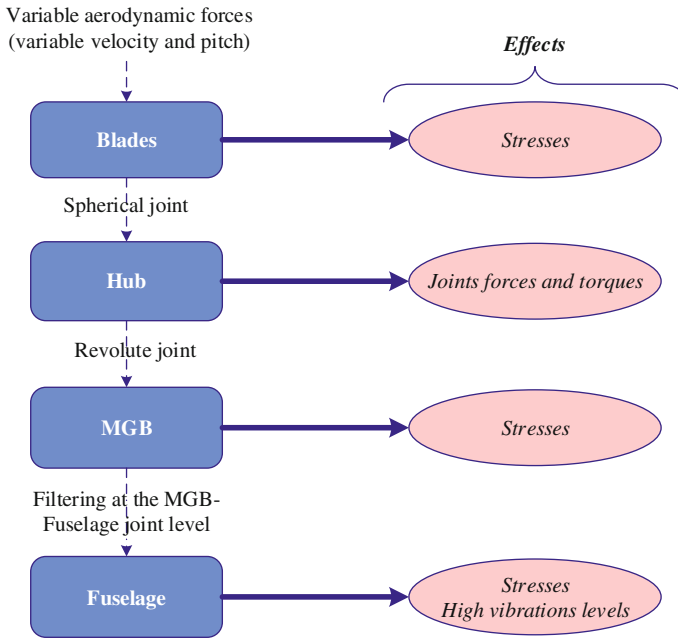 Variable aerodynamic forces
(variable velocity and pitch)
Effects
Blades
Stresses
Spherical joint
Hub
Joints forces and torques
Revolute joint
MGB
Stresses
Filtering at the MGB-
Fuselage joint level
Fuselage
Stresses
High vibrations levels